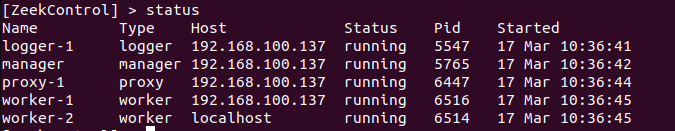 [ZeekControl] > status
Name Type Host Status Pid Started
logger-1 logger 192.168.100.137 running 5547 17 Mar 10:36:41
manager manager 192.168.100.137 running 5765 17 Mar 10:36:42
proxy-1 proxy 192.168.100.137 running 6447 17 Mar 10:36:44
worker-1 worker 192.168.100.137 running 6516 17 Mar 10:36:45
worker-2 worker localhost running 6514 17 Mar 10:36:45